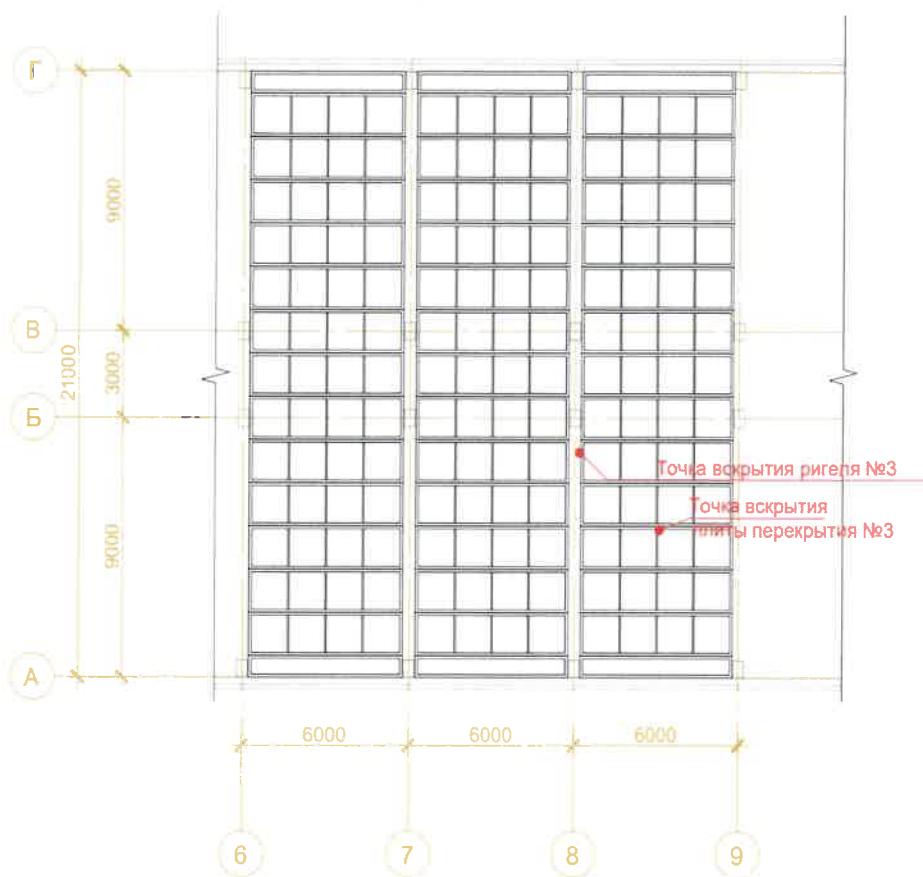 Г
9000
В
3000
21000
Б
Точка вскрытия ригеля №3
Точка вскрытия
плиты перекрытия №3
9000
А
6000 6000 6000
6 7 8 9